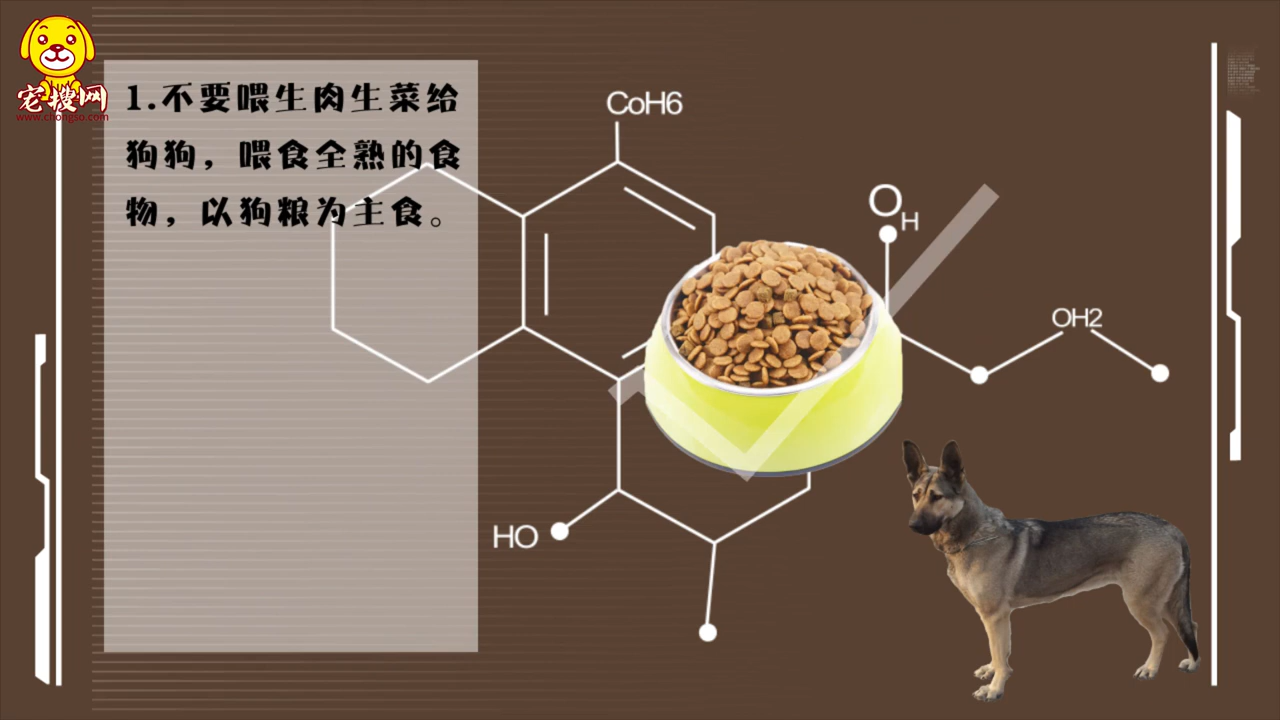 宠搜网
www.chongso.com
1.不要喂生肉生菜给
狗狗，喂食全熟的食
物，以狗粮为主食。
CoH6
OH
OH2
HO